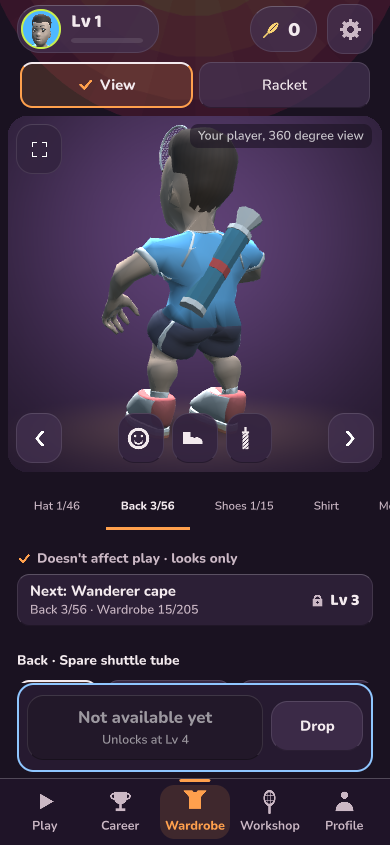 Lv 1
0
View
Racket
Your player, 360 degree view
Hat 1/46
Back 3/56
Shoes 1/15
Shirt
Doesn't affect play · looks only
Next: Wanderer cape
Back 3/56 · Wardrobe 15/205
Lv 3
Back · Spare shuttle tube
Not available yet
Unlocks at Lv 4
Drop
Play
Career
Wardrobe
Workshop
Profile